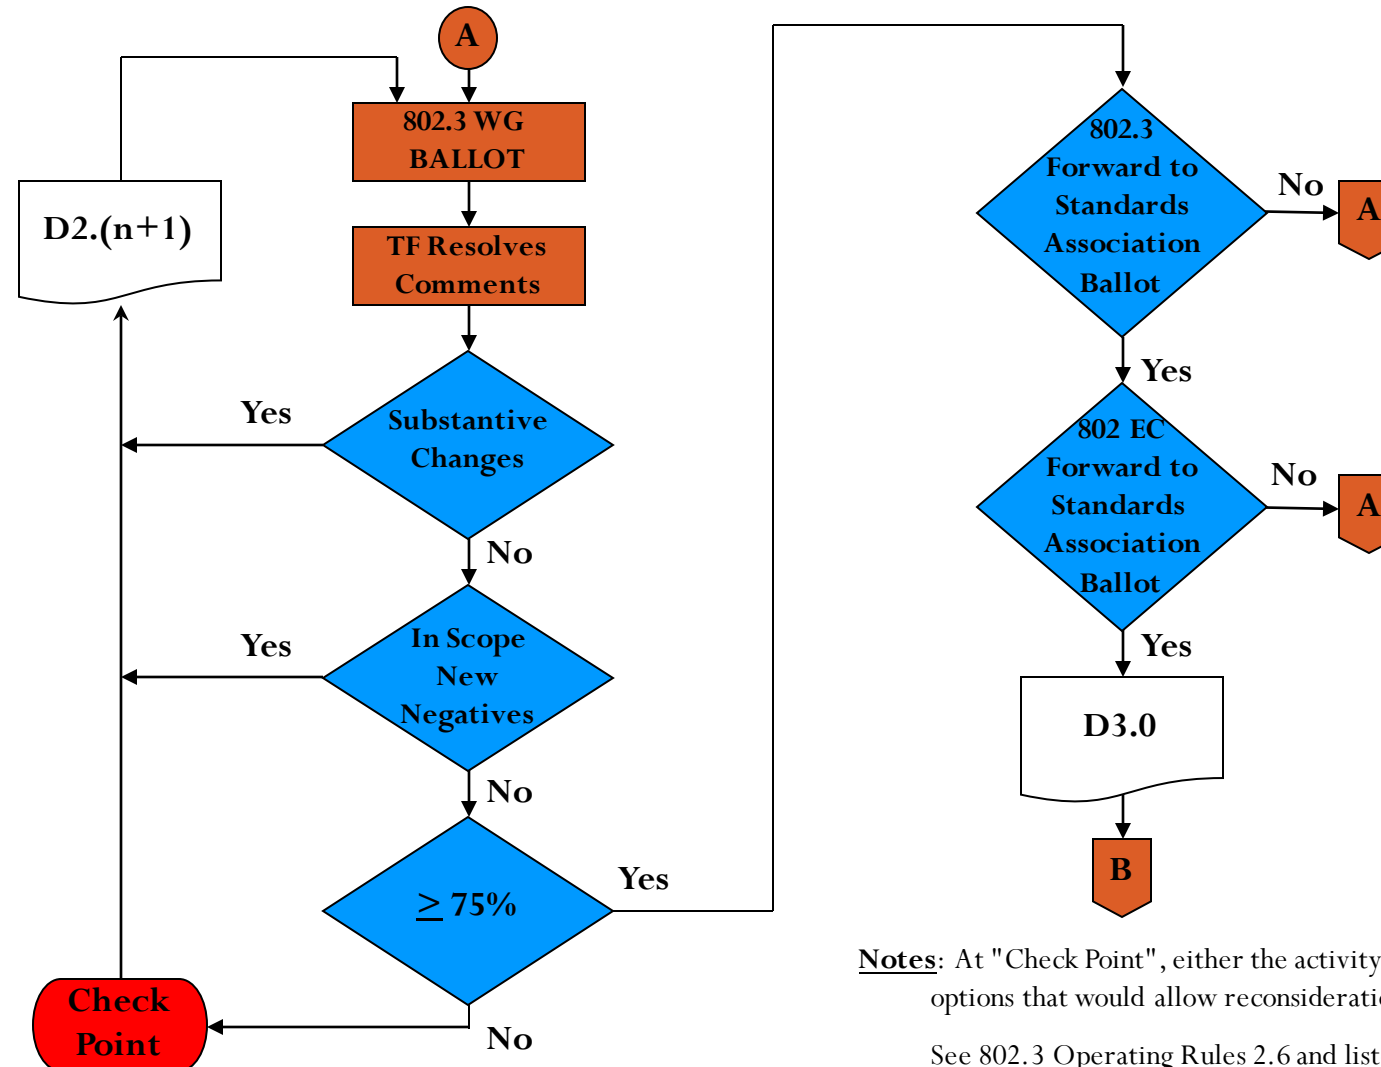 A
802.3 WG
BALLOT
D2.(n+1)
TF Resolves
Comments
Yes
Substantive
Changes
No
Yes
In Scope
New
Negatives
No
≥ 75%
Yes
Check
Point
No
802.3
Forward to
Standards
Association
Ballot
No
A
Yes
802 EC
Forward to
Standards
Association
Ballot
No
A
Yes
D3.0
B
Notes: At "Check Point", either the activity
options that would allow
See 802.3 Operating Rules 2.6 and list